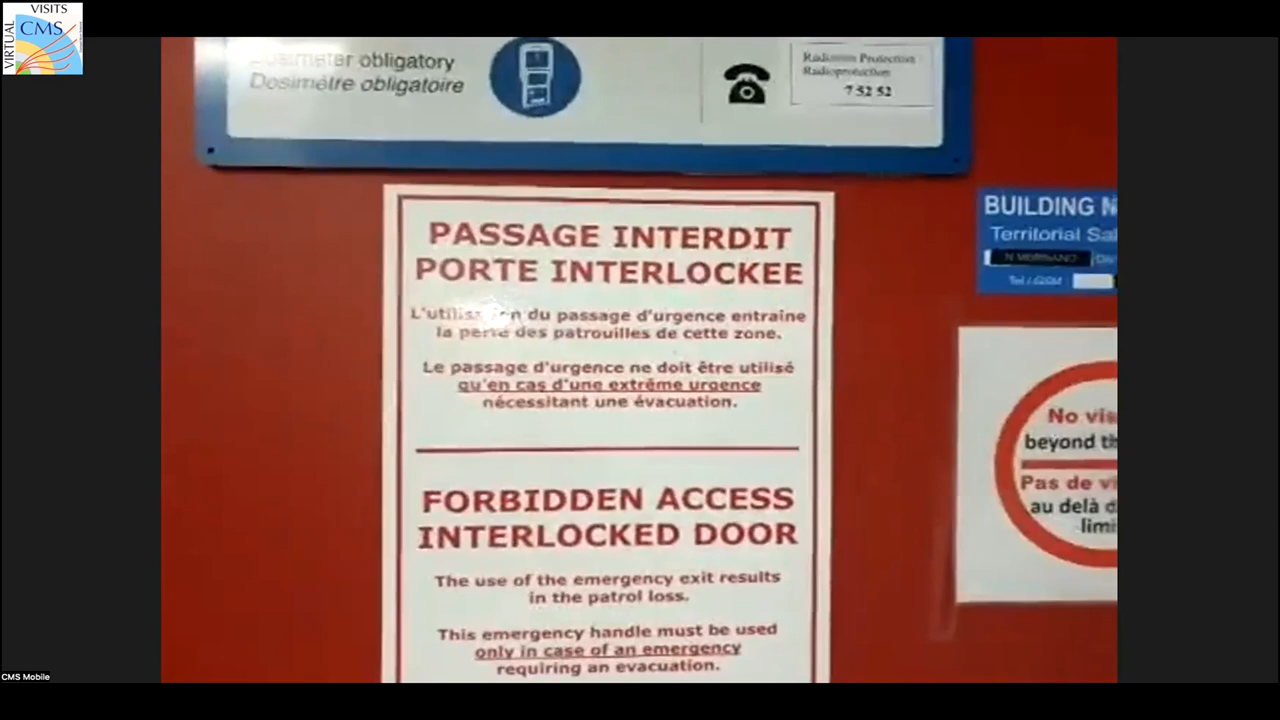 VISITS
CMS
VIRTUAL
obligatory
Dosimètre obligatoire
Radiation Protection
Radioprotection
7 52 52
PASSAGE INTERDIT
PORTE INTERLOCKEE
L'utilisation du passage d'urgence entraine
la perte des patrouilles de cette zone.
Le passage d'urgence ne doit être utilisé
qu'en cas d'une extrême urgence
nécessitant une évacuation.
FORBIDDEN ACCESS
INTERLOCKED DOOR
The use of the emergency exit results
in the patrol loss.
This emergency handle must be used
only in case of an emergency
requiring an evacuation.
BUILDING
Territorial
Tel / GSM
No
beyond
Pas de
au delà
CMS Mobile